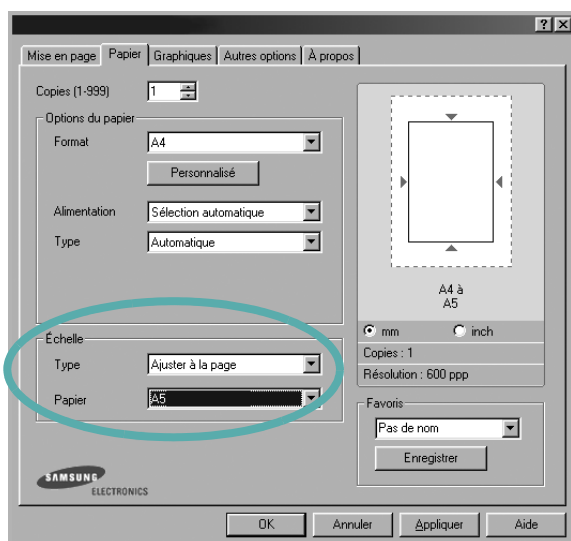 ? X
Mise en page Papier Graphiques Autres options À propos
Copies (1-999) 1
Options du papier
Format A4
Personnalisé
Alimentation Sélection automatique
Type Automatique
A4 à
A5
mm inch
Copies : 1
Résolution : 600 ppp
Échelle
Type Ajuster à la page
Papier A5
Favoris
Pas de nom
Enregistrer
SAMSUNG
ELECTRONICS
OK Annuler Appliquer Aide